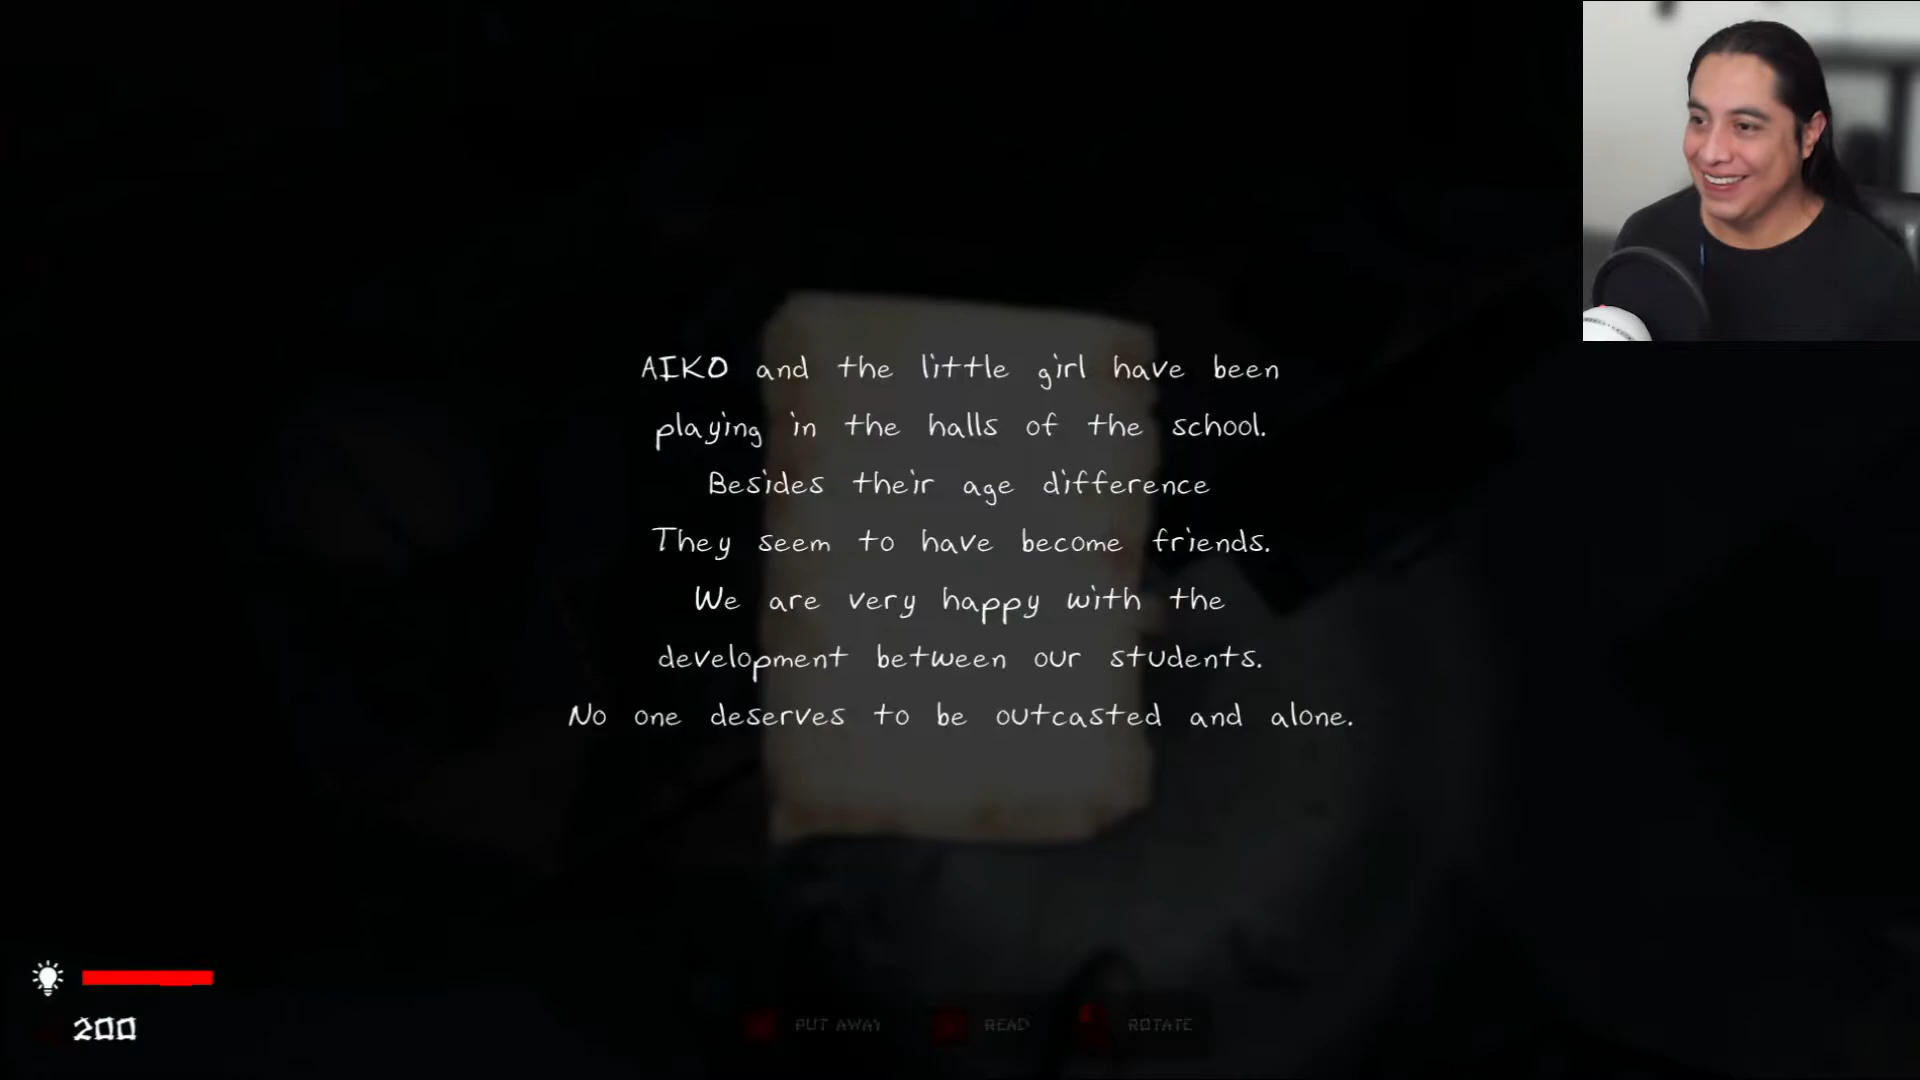 AIKO and the little girl have been
playing in the halls of the school.
Besides their age difference
They seem to have become friends.
We are very happy with the
development between our students.
No one deserves to be outcasted and alone.
200
PUT AWAY READ ROTATE